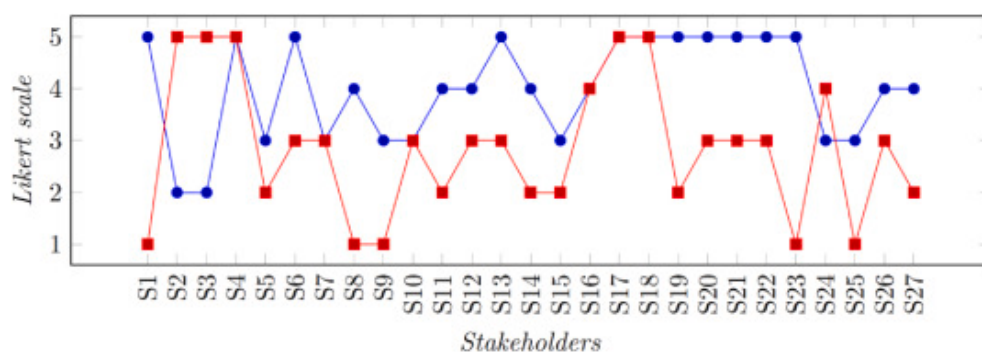 5
4
3
2
1
Likert scale
S1
S2
S3
S4
S5
S6
S7
S8
S9
S10
S11
S12
S13
S14
S15
S16
S17
S18
S19
S20
S21
S22
S23
S24
S25
S26
S27
Stakeholders